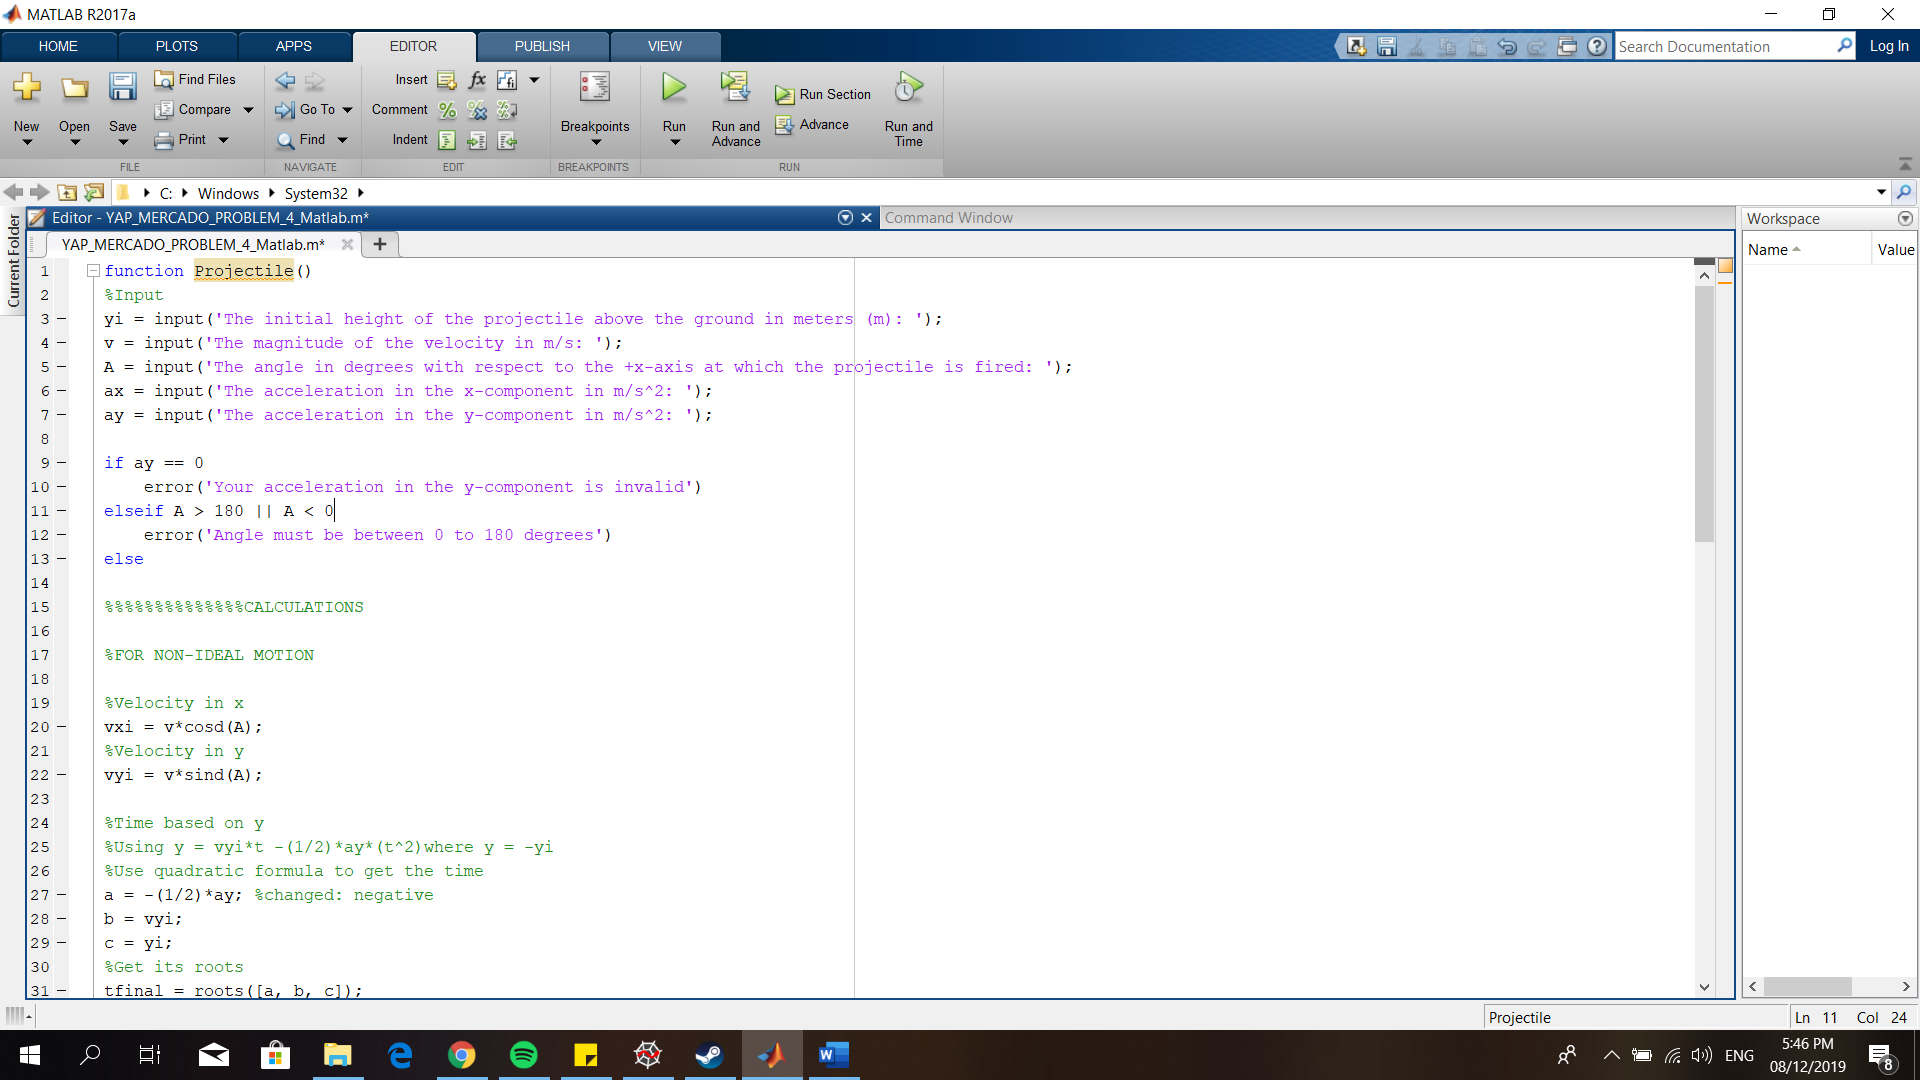 MATLAB R2017a
HOME PLOTS APPS EDITOR PUBLISH VIEW
Search Documentation Log In
Find Files Insert fx
Compare Go To Comment Run Section
New Open Save Print Find Indent Breakpoints Run Run and Advance Advance Run and Time
FILE NAVIGATE EDIT BREAKPOINTS RUN
C: Windows System32
Current Folder
Editor - YAP_MERCADO_PROBLEM_4_Matlab.m* Command Window Workspace
YAP_MERCADO_PROBLEM_4_Matlab.m* Name Value
1 function Projectile()
2 %Input
3 – yi = input('The initial height of the projectile above the ground in meters (m): ');
4 – v = input('The magnitude of the velocity in m/s: ');
5 – A = input('The angle in degrees with respect to the +x-axis at which the projectile is fired: ');
6 – ax = input('The acceleration in the x-component in m/s^2: ');
7 – ay = input('The acceleration in the y-component in m/s^2: ');
8
9 – if ay == 0
10 – error('Your acceleration in the y-component is invalid')
11 – elseif A > 180 || A < 0
12 – error('Angle must be between 0 to 180 degrees')
13 – else
14
15 %%%%%%%%%%%%%%CALCULATIONS
16
17 %FOR NON-IDEAL MOTION
18
19 %Velocity in x
20 – vxi = v*cosd(A);
21 %Velocity in y
22 – vyi = v*sind(A);
23
24 %Time based on y
25 %Using y = vyi*t -(1/2)*ay*(t^2)where y = -yi
26 %Use quadratic formula to get the time
27 – a = -(1/2)*ay; %changed: negative
28 – b = vyi;
29 – c = yi;
30 %Get its roots
31 – tfinal = roots([a, b, c]);
Projectile Ln 11 Col 24
ENG 5:46 PM
08/12/2019 8